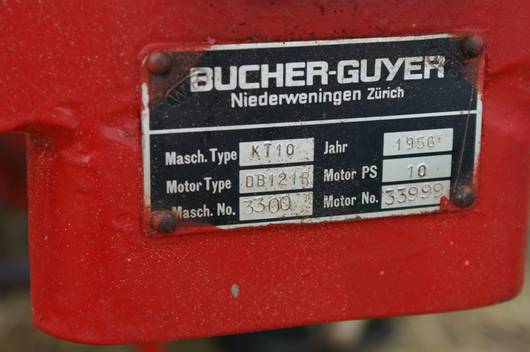 BUCHER-GUYER
Niederweningen Zürich
Masch. Type KT10 Jahr 1956
Motor Type DB1216 Motor PS 10
Masch. No. 3300 Motor No. 33999